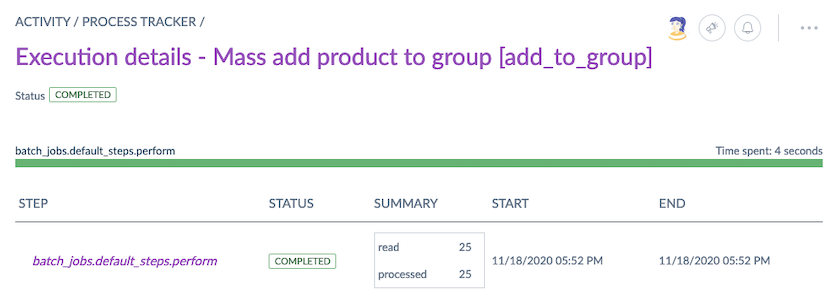 ACTIVITY / PROCESS TRACKER /
Execution details - Mass add product to group [add_to_group]
Status COMPLETED
batch_jobs.default_steps.perform Time spent: 4 seconds
STEP STATUS SUMMARY START END
read 25
batch_jobs.default_steps.perform COMPLETED 11/18/2020 05:52 PM 11/18/2020 05:52 PM
processed 25